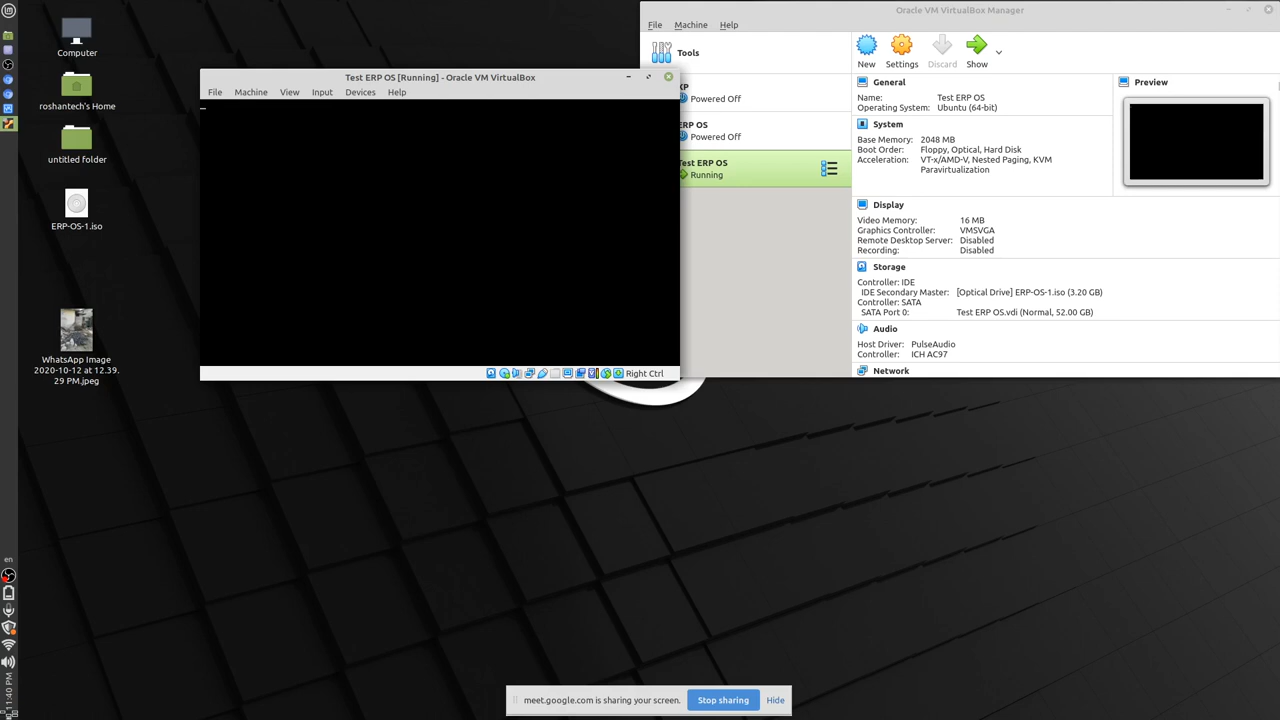 Computer
roshantech's Home
untitled folder
ERP-OS-1.iso
WhatsApp Image
2020-10-12 at 12.39.
29 PM.jpeg
en
11:40 PM
Test ERP OS [Running] - Oracle VM VirtualBox
File Machine View Input Devices Help
Right Ctrl
Oracle VM VirtualBox Manager
File Machine Help
Tools
New
Settings
Discard
Show
XP
Powered Off
ERP OS
Powered Off
Test ERP OS
Running
General
Name: Test ERP OS
Operating System: Ubuntu (64-bit)
System
Base Memory: 2048 MB
Boot Order: Floppy, Optical, Hard Disk
Acceleration: VT-x/AMD-V, Nested Paging, KVM
Paravirtualization
Preview
Display
Video Memory: 16 MB
Graphics Controller: VMSVGA
Remote Desktop Server: Disabled
Recording: Disabled
Storage
Controller: IDE
IDE Secondary Master: [Optical Drive] ERP-OS-1.iso (3.20 GB)
Controller: SATA
SATA Port 0: Test ERP OS.vdi (Normal, 52.00 GB)
Audio
Host Driver: PulseAudio
Controller: ICH AC97
Network
meet.google.com is sharing your screen.
Stop sharing
Hide